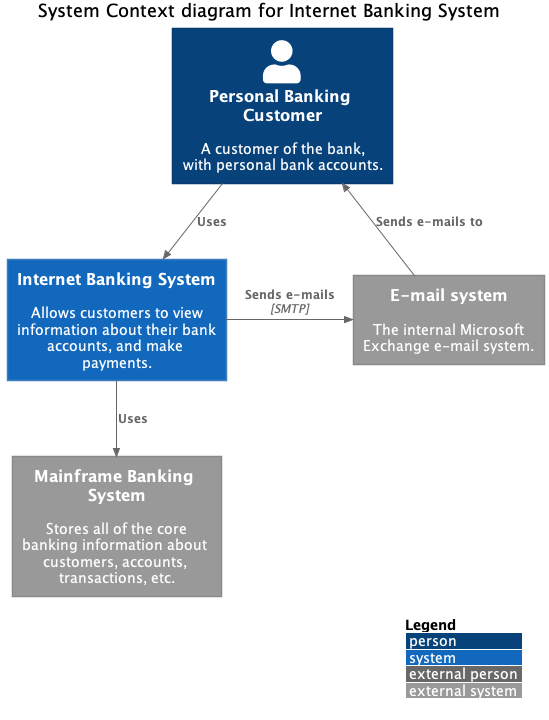 System Context diagram for Internet Banking System
Personal Banking
Customer
A customer of the bank,
with personal bank accounts.
Uses
Sends e-mails to
Internet Banking System
Allows customers to view
information about their bank
accounts, and make
payments.
Sends e-mails
[SMTP]
E-mail system
The internal Microsoft
Exchange e-mail system.
Uses
Mainframe Banking
System
Stores all of the core
banking information about
customers, accounts,
transactions, etc.
Legend
person
system
external person
external system